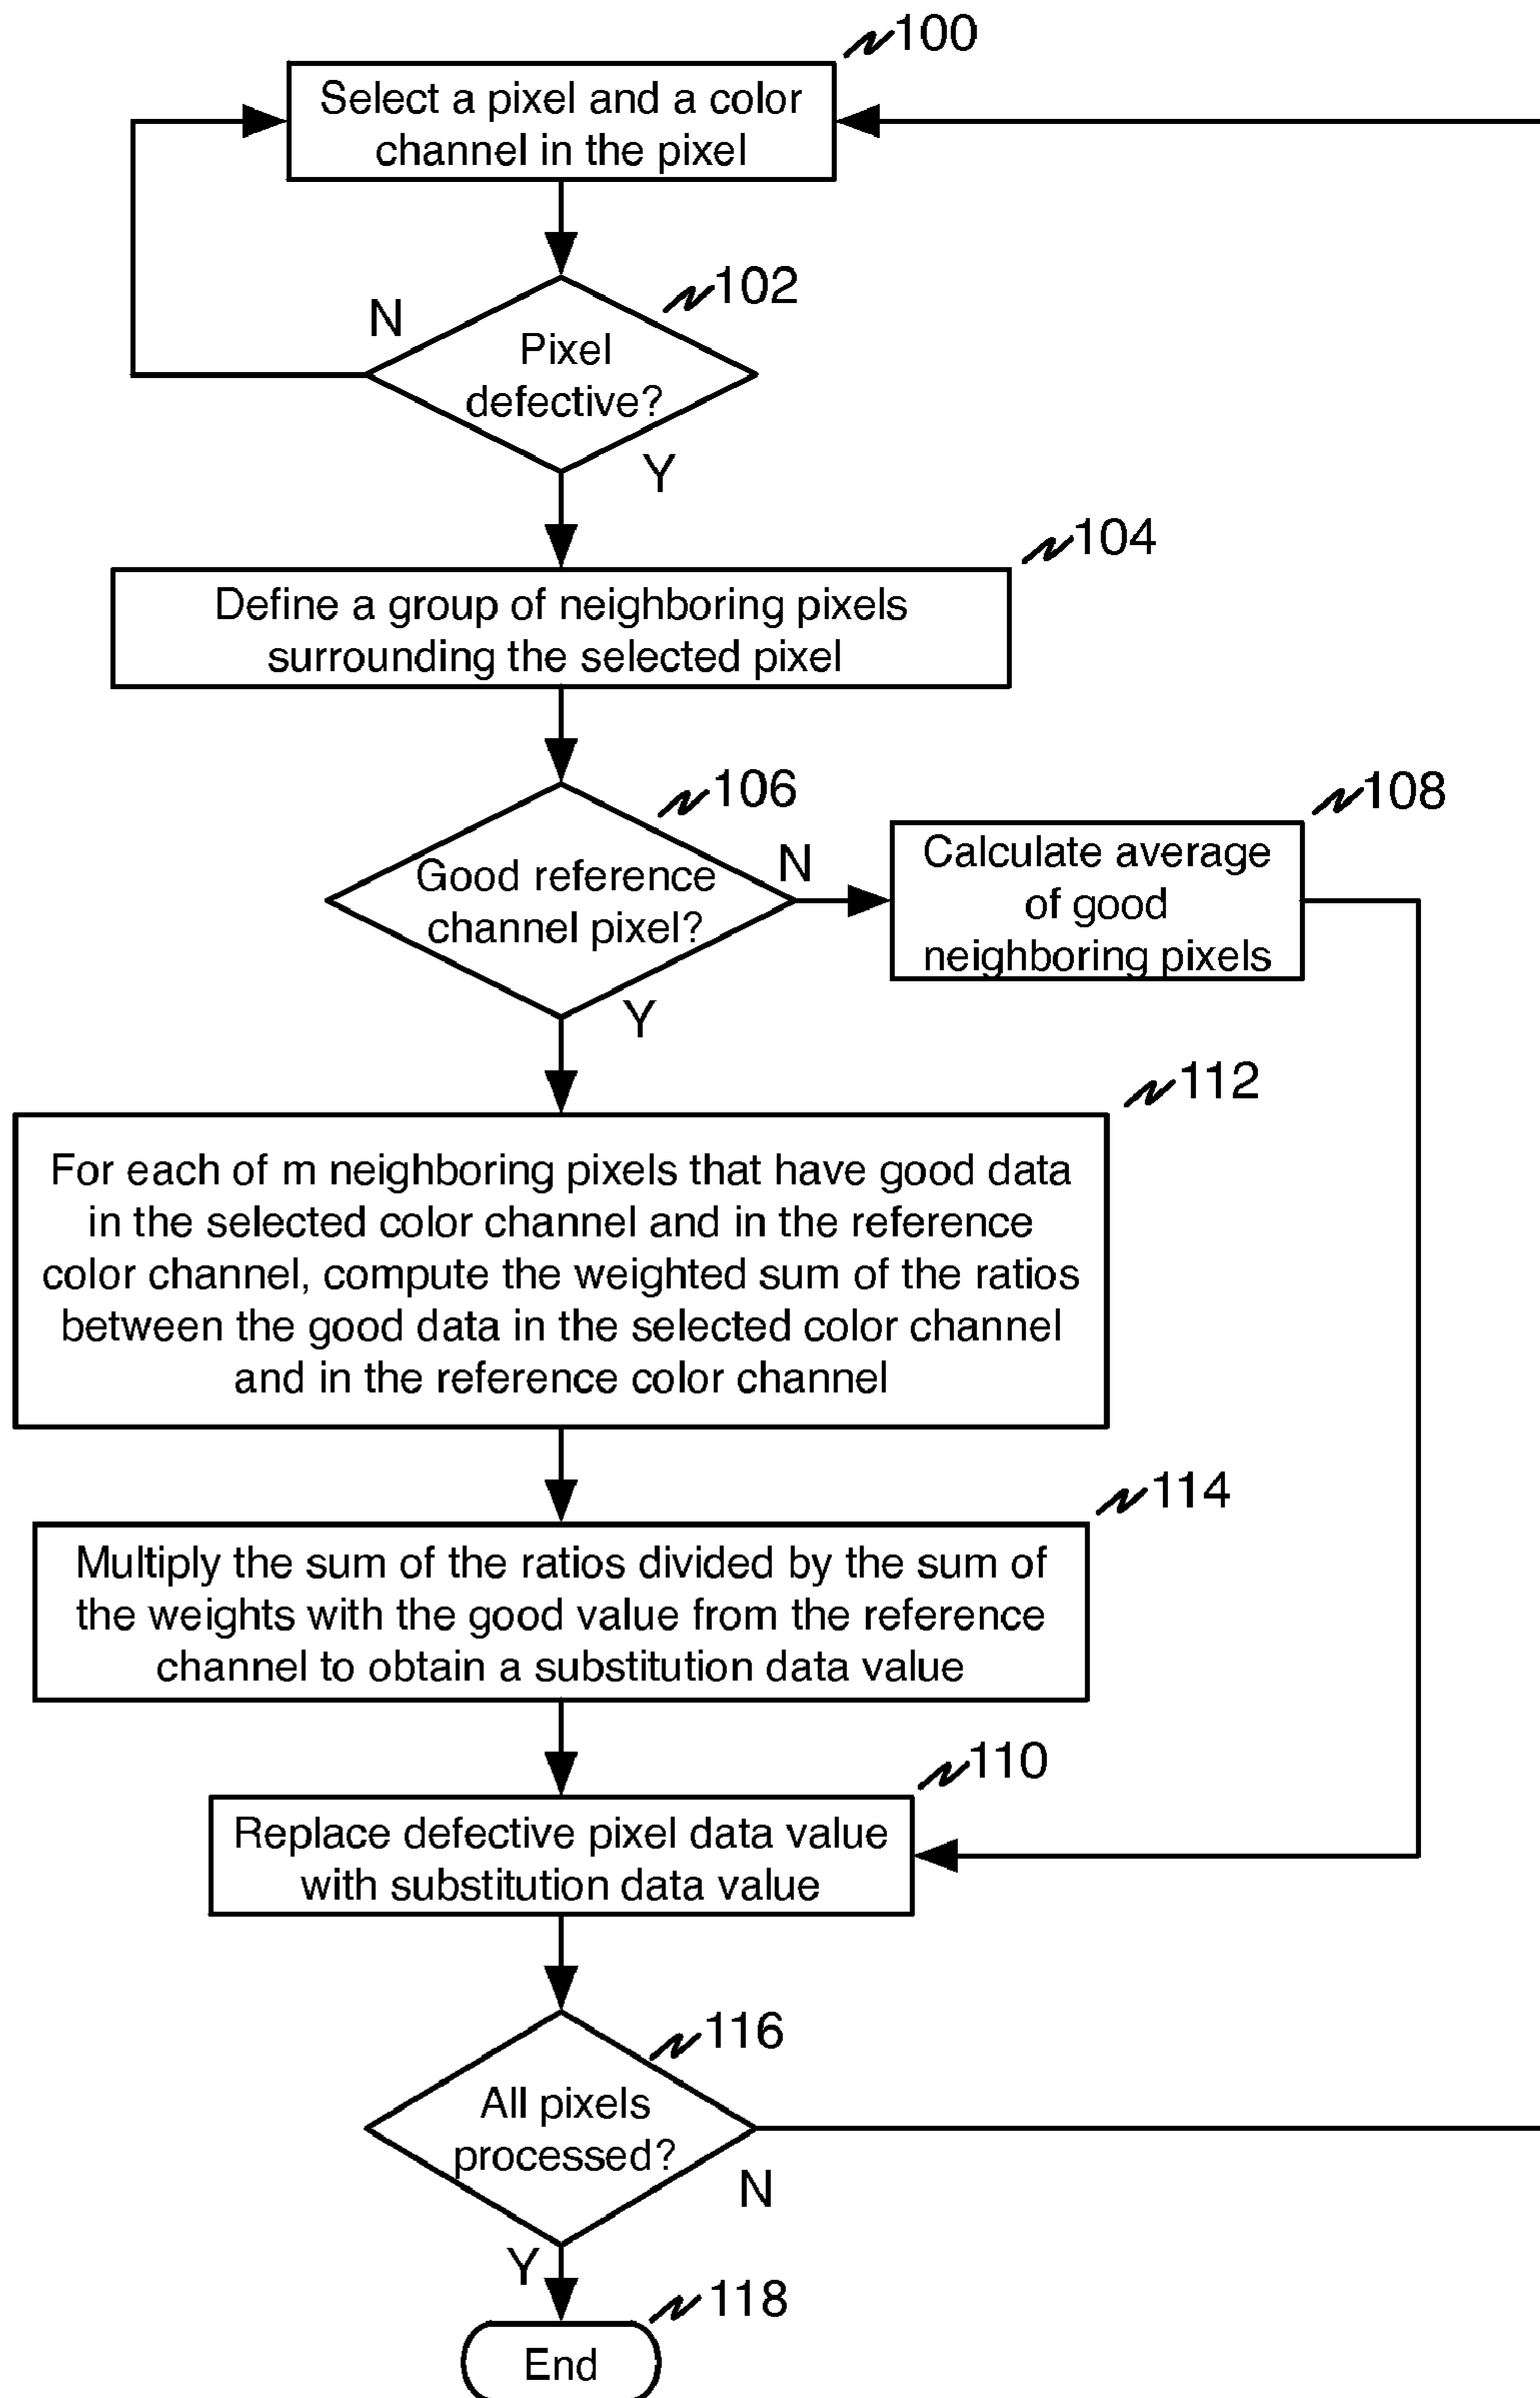 100
Select a pixel and a color
channel in the pixel
102
N
Pixel
defective?
Y
104
Define a group of neighboring pixels
surrounding the selected pixel
106
108
Good reference
channel pixel?
N
Calculate average
of good
neighboring pixels
Y
112
For each of m neighboring pixels that have good data
in the selected color channel and in the reference
color channel, compute the weighted sum of the ratios
between the good data in the selected color channel
and in the reference color channel
114
Multiply the sum of the ratios divided by the sum of
the weights with the good value from the reference
channel to obtain a substitution data value
110
Replace defective pixel data value
with substitution data value
116
All pixels
processed?
N
Y
118
End